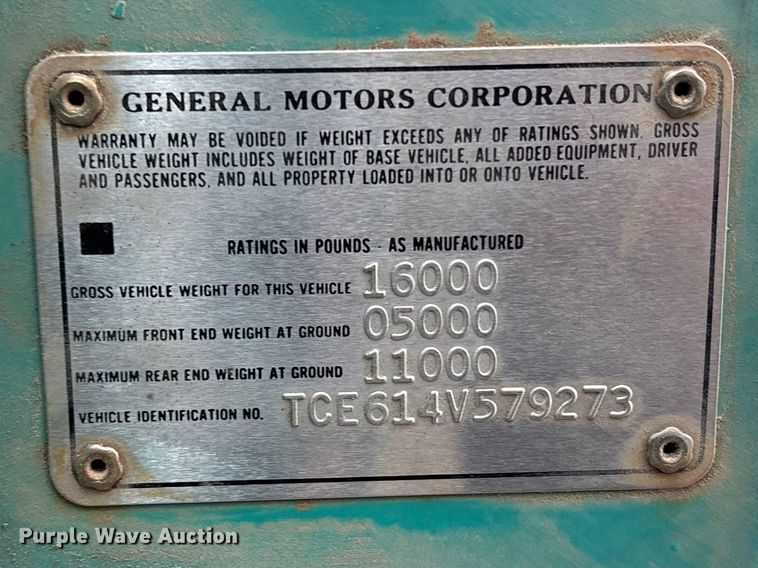 GENERAL MOTORS CORPORATION
WARRANTY MAY BE VOIDED IF WEIGHT EXCEEDS ANY OF RATINGS SHOWN. GROSS
VEHICLE WEIGHT INCLUDES WEIGHT OF BASE VEHICLE, ALL ADDED EQUIPMENT, DRIVER
AND PASSENGERS, AND ALL PROPERTY LOADED INTO OR ONTO VEHICLE.
RATINGS IN POUNDS - AS MANUFACTURED
GROSS VEHICLE WEIGHT FOR THIS VEHICLE 16000
MAXIMUM FRONT END WEIGHT AT GROUND 05000
MAXIMUM REAR END WEIGHT AT GROUND 11000
VEHICLE IDENTIFICATION NO. TCE614V579273
Purple Wave Auction